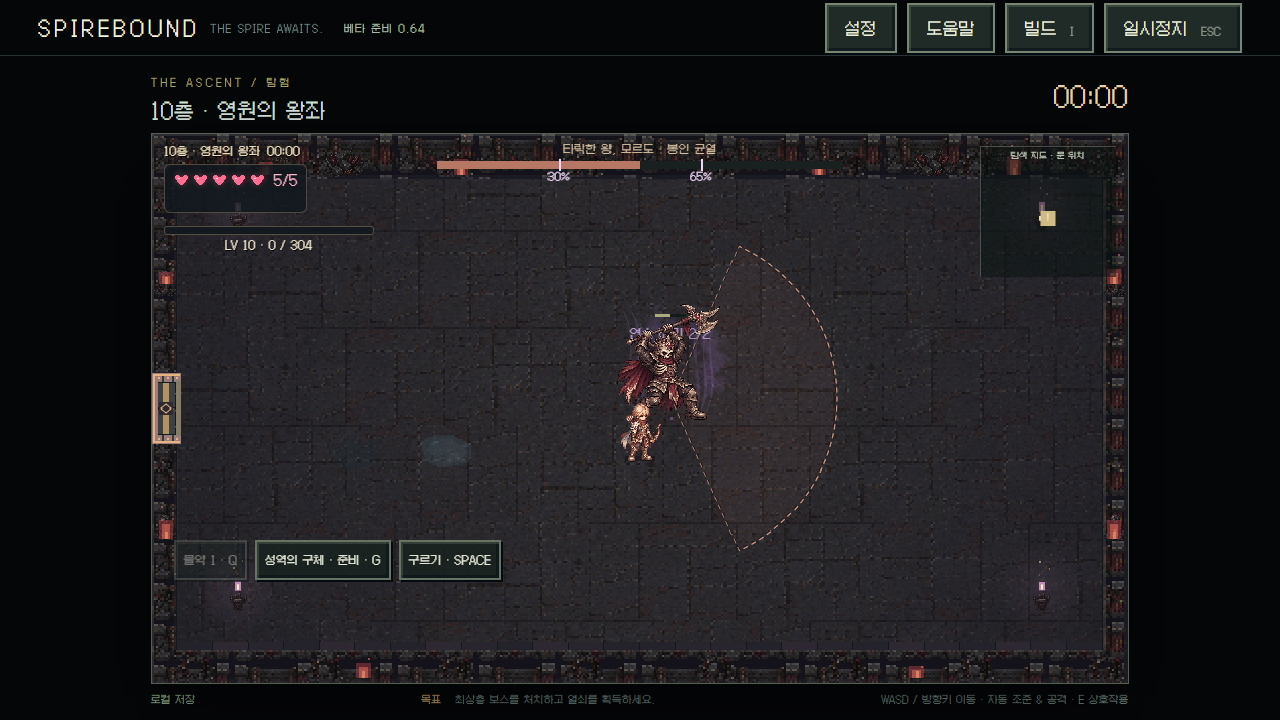 SPIREBOUND THE SPIRE AWAITS. 베타 준비 0.64
설정 도움말 빌드 I 일시정지 ESC
THE ASCENT / 탐험
10층 · 영원의 왕좌
00:00
10층 · 영원의 왕좌 00:00
타락한 왕, 모르도 · 봉인 균열
탐색 지도 · 문 위치
30% 65%
5/5
LV 10 · 0 / 304
2/2
물약 1 · Q 성역의 구체 · 준비 · G 구르기 · SPACE
로컬 저장
목표 최상층 보스를 처치하고 열쇠를 획득하세요.
WASD / 방향키 이동 · 자동 조준 & 공격 · E 상호작용